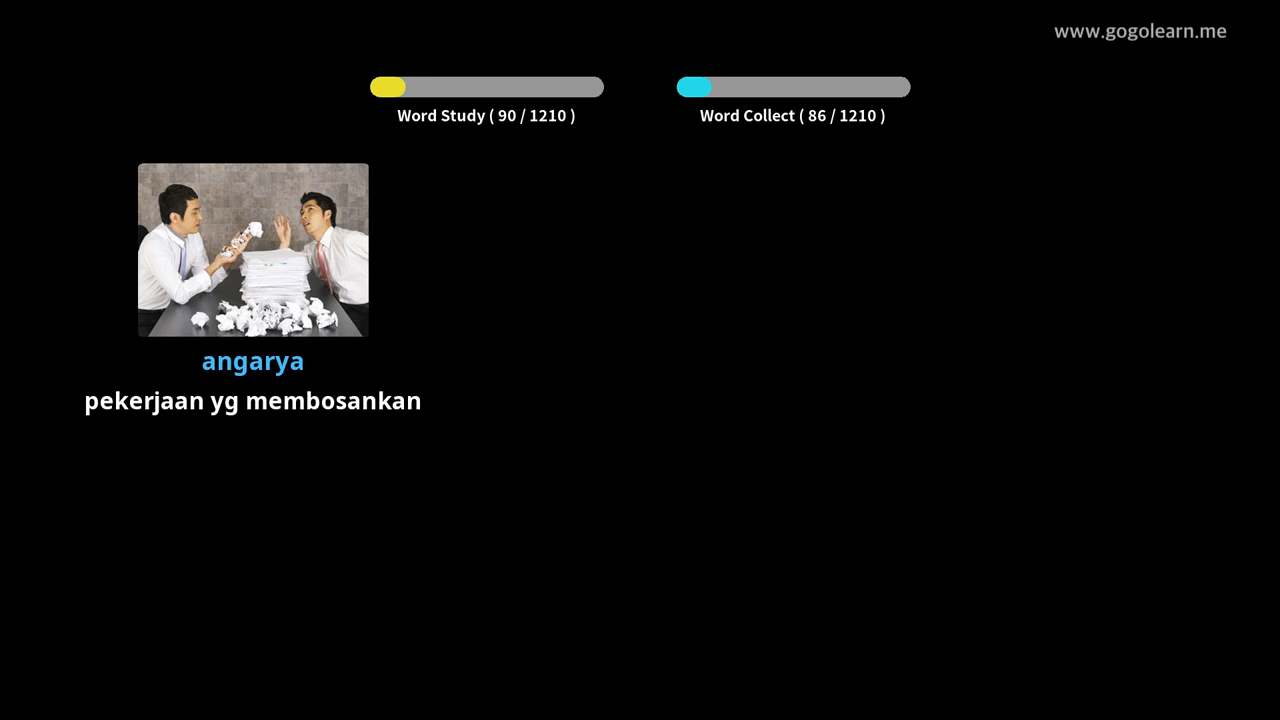 www.gogolearn.me
Word Study ( 90 / 1210 )
Word Collect ( 86 / 1210 )
angarya
pekerjaan yg membosankan